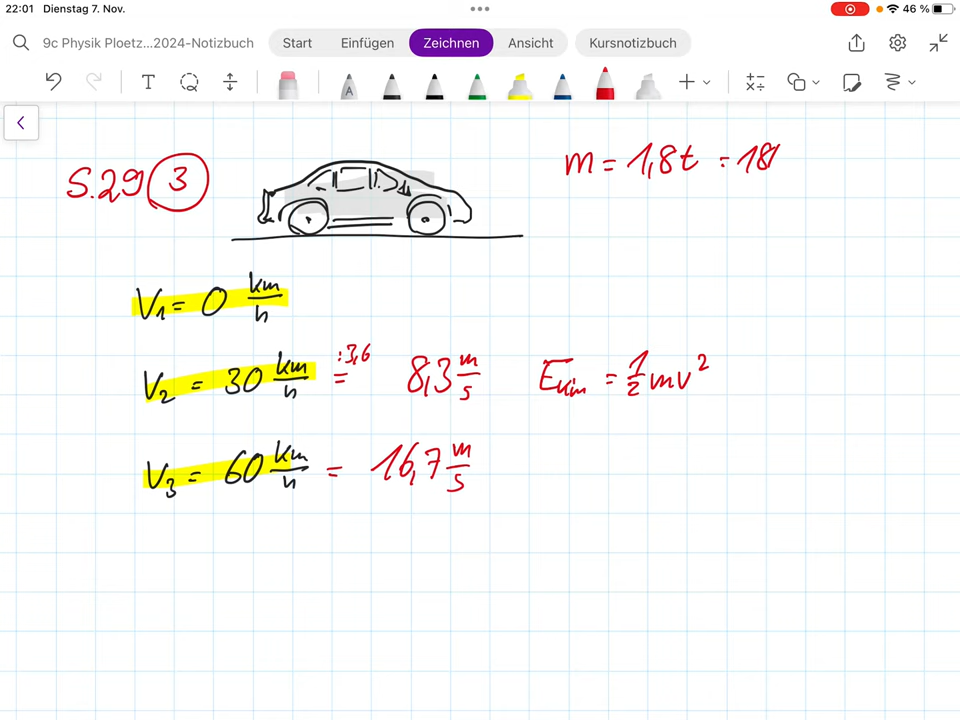 22:01 Dienstag 7. Nov.
46 %
9c Physik Ploetz...2024-Notizbuch
Start Einfügen Zeichnen Ansicht Kursnotizbuch
T
A
S.29 3
m = 1,8t = 18
V1 = 0 km/h
V2 = 30 km/h =:3,6 8,3 m/s
Ekin = 1/2 mv²
V3 = 60 km/h = 16,7 m/s